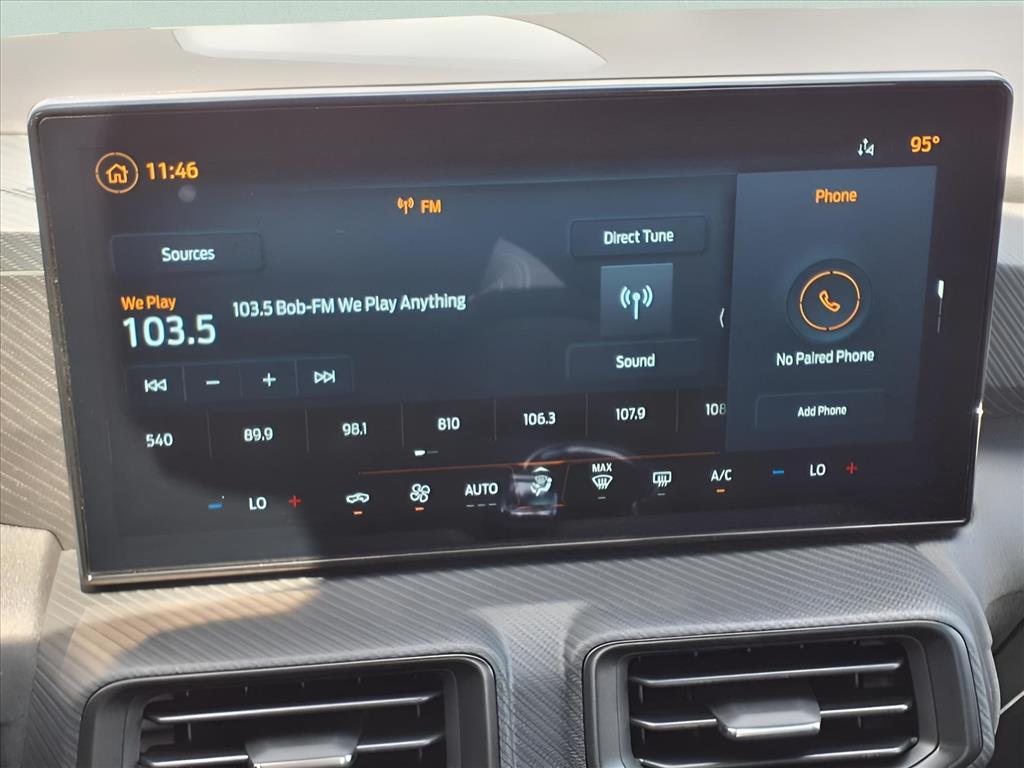 11:46
95°
FM
Phone
Sources
Direct Tune
We Play
103.5
103.5 Bob-FM We Play Anything
Sound
No Paired Phone
Add Phone
540
89.9
98.1
810
106.3
107.9
108
LO
AUTO
MAX
A/C
LO